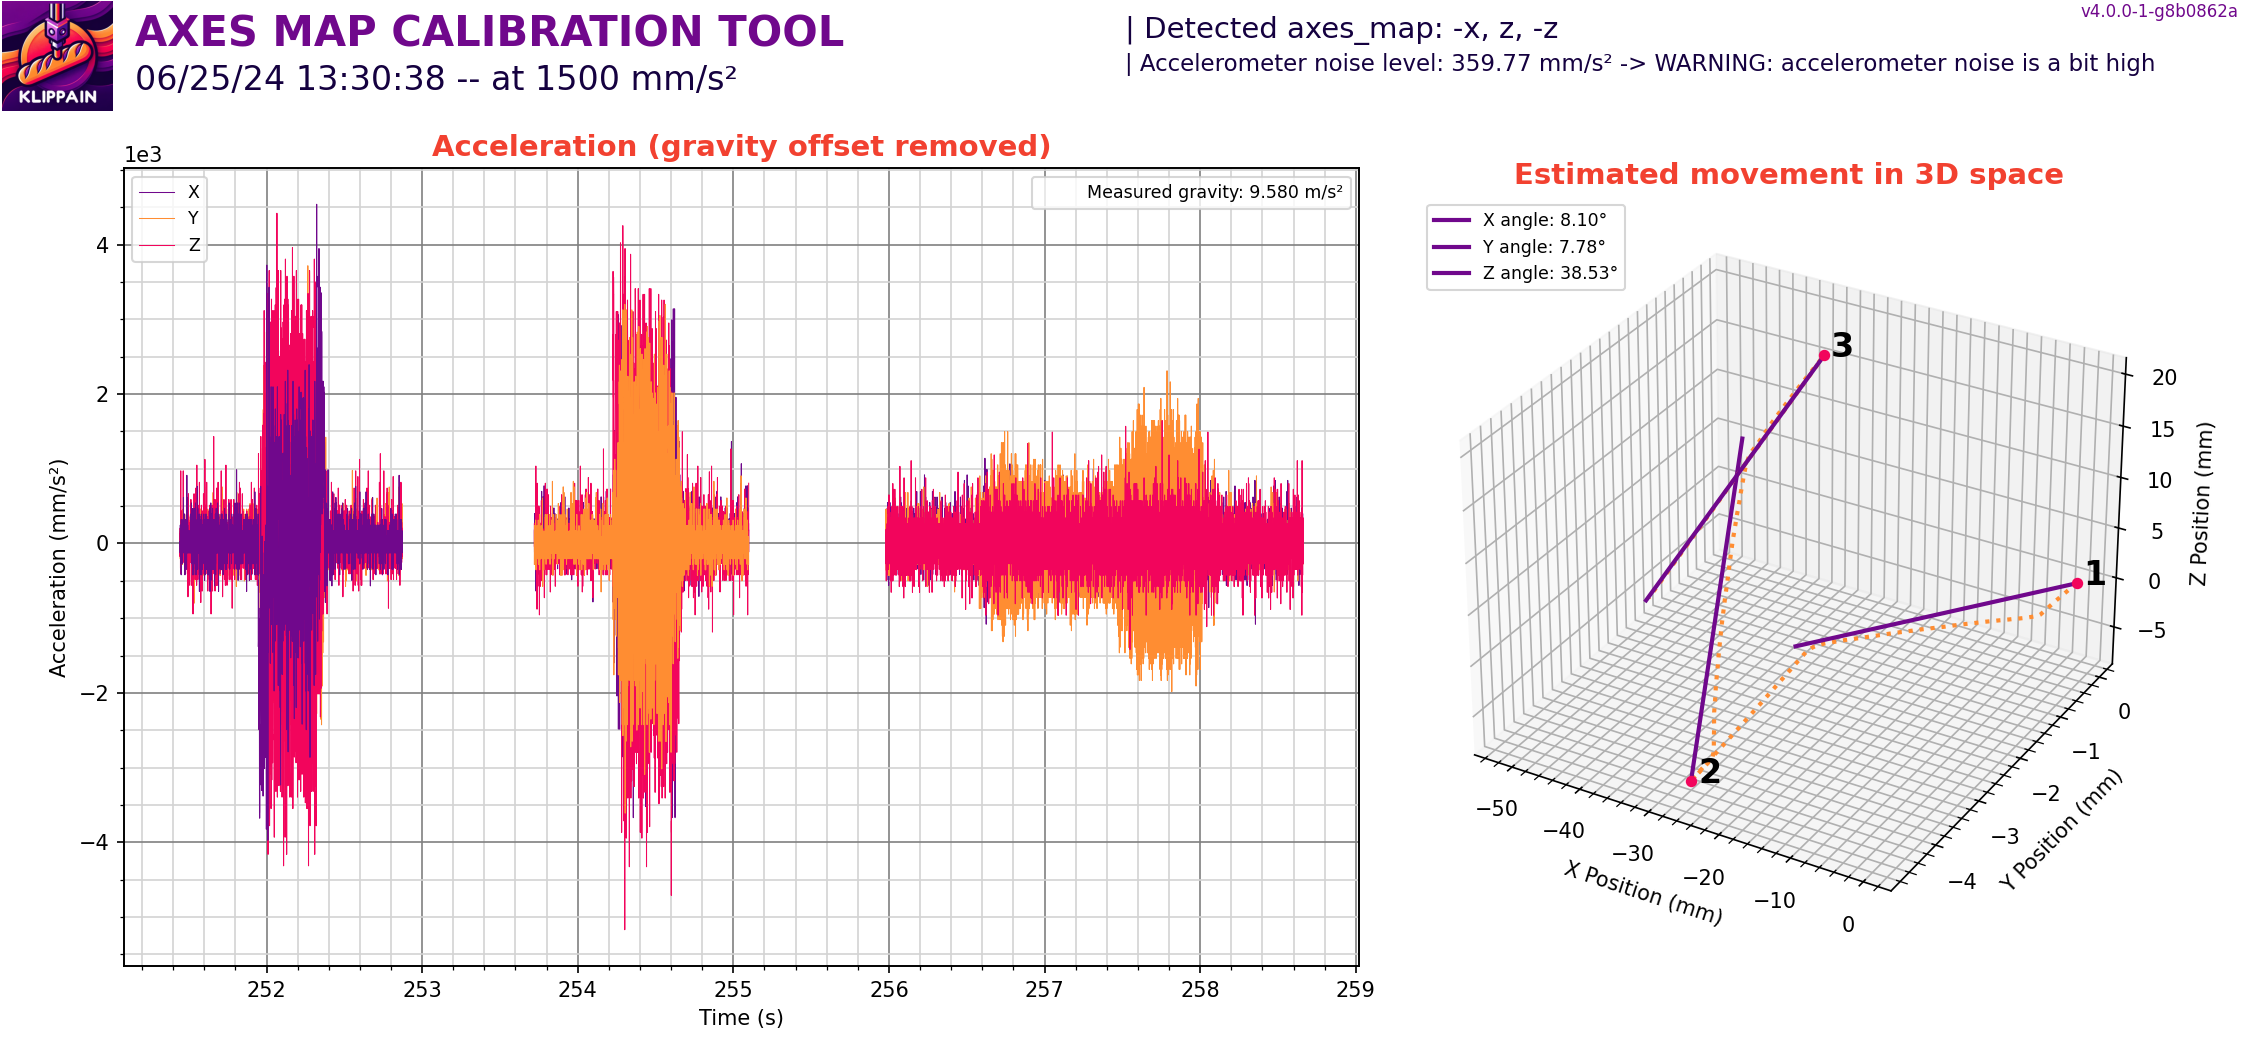 v4.0.0-1-g8b0862a
AXES MAP CALIBRATION TOOL
| Detected axes_map: -x, z, -z
06/25/24 13:30:38 -- at 1500 mm/s²
| Accelerometer noise level: 359.77 mm/s² -> WARNING: accelerometer noise is a bit high
KLIPPAIN
Acceleration (gravity offset removed)
1e3
X
Y
Z
Measured gravity: 9.580 m/s²
4
2
0
−2
−4
Acceleration (mm/s²)
252
253
254
255
256
257
258
259
Time (s)
Estimated movement in 3D space
X angle: 8.10°
Y angle: 7.78°
Z angle: 38.53°
3
1
2
20
15
10
5
0
−5
Z Position (mm)
0
−1
−2
−3
−4
Y Position (mm)
−50
−40
−30
−20
−10
0
X Position (mm)